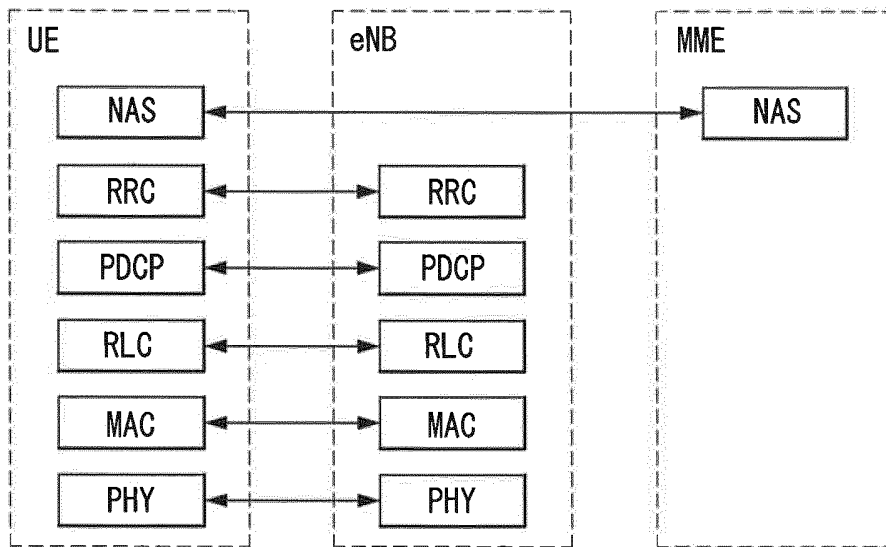 UE eNB MME
NAS NAS
RRC RRC
PDCP PDCP
RLC RLC
MAC MAC
PHY PHY